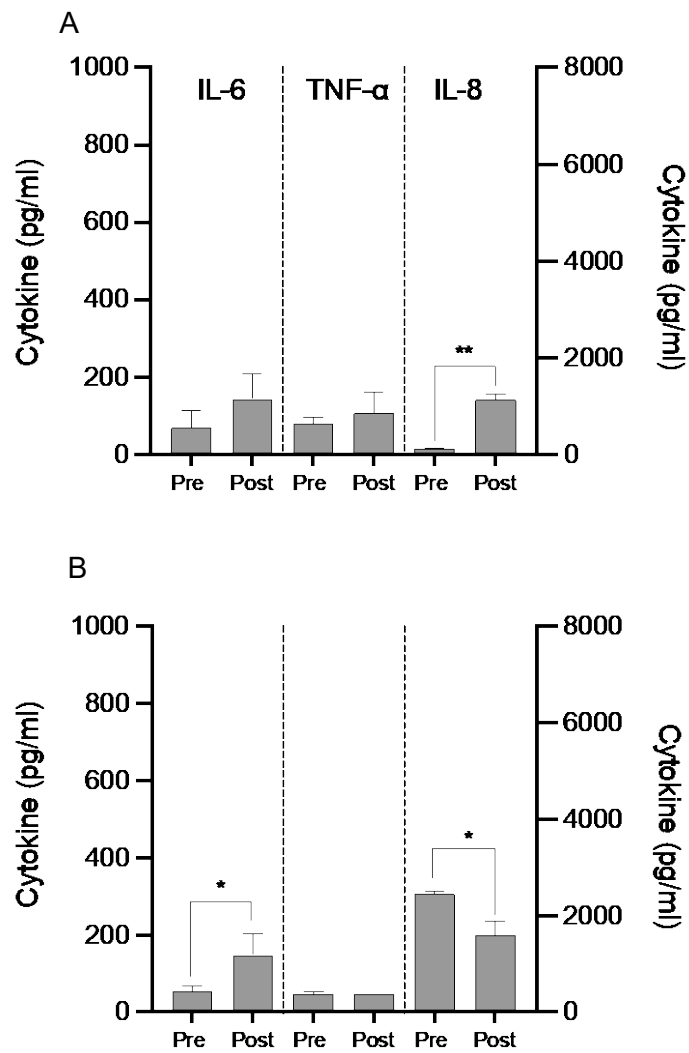 A
IL-6 TNF-α IL-8
Cytokine (pg/ml)
1000
800
600
400
200
0
8000
6000
4000
2000
0
Cytokine (pg/ml)
**
Pre Post Pre Post Pre Post
B
Cytokine (pg/ml)
1000
800
600
400
200
0
8000
6000
4000
2000
0
Cytokine (pg/ml)
*
*
Pre Post Pre Post Pre Post